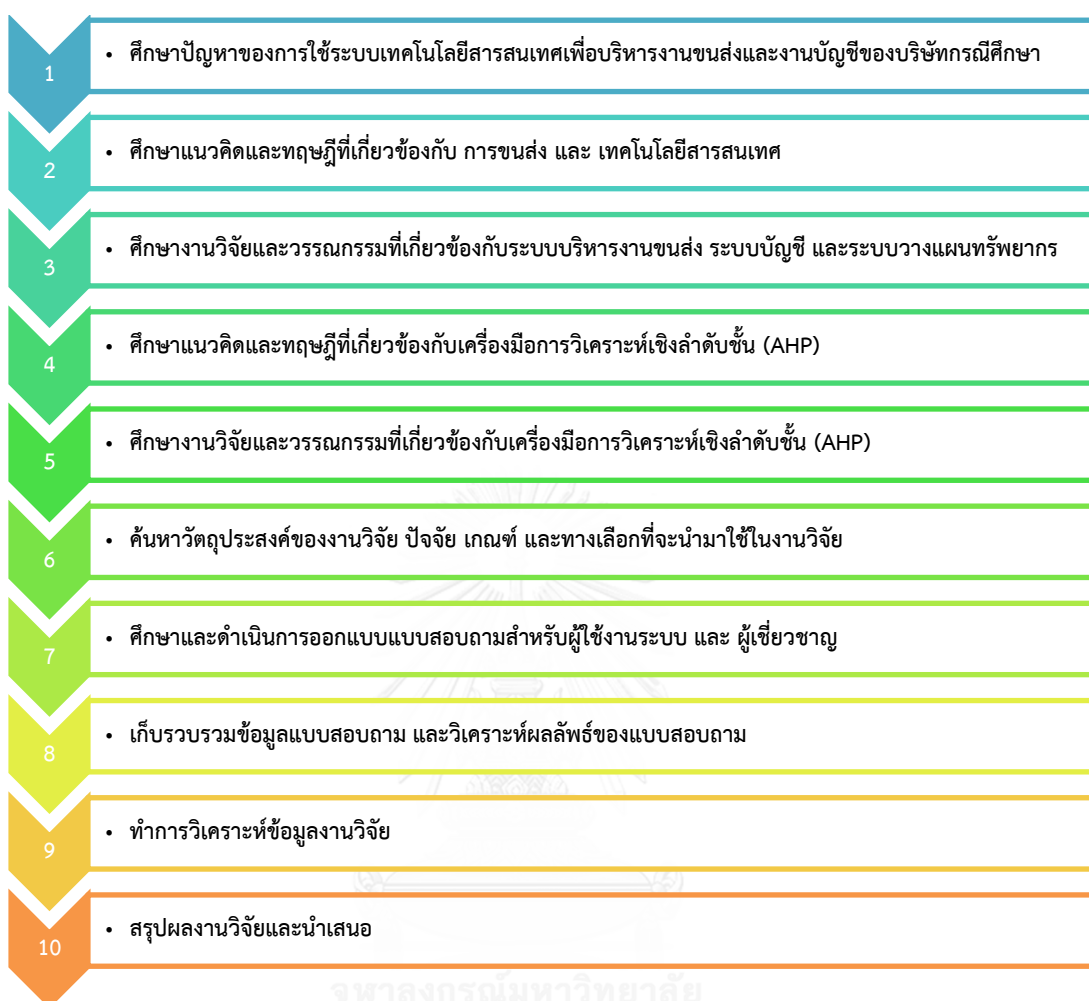 1
• ศึกษาปัญหาของการใช้ระบบเทคโนโลยีสารสนเทศเพื่อบริหารงานขนส่งและงานบัญชีของบริษัทกรณีศึกษา
2
• ศึกษาแนวคิดและทฤษฎีที่เกี่ยวข้องกับ การขนส่ง และ เทคโนโลยีสารสนเทศ
3
• ศึกษางานวิจัยและวรรณกรรมที่เกี่ยวข้องกับระบบบริหารงานขนส่ง ระบบบัญชี และระบบวางแผนทรัพยากร
4
• ศึกษาแนวคิดและทฤษฎีที่เกี่ยวข้องกับเครื่องมือการวิเคราะห์เชิงลำดับชั้น (AHP)
5
• ศึกษางานวิจัยและวรรณกรรมที่เกี่ยวข้องกับเครื่องมือการวิเคราะห์เชิงลำดับชั้น (AHP)
6
• ค้นหาวัตถุประสงค์ของงานวิจัย ปัจจัย เกณฑ์ และทางเลือกที่จะนำมาใช้ในงานวิจัย
7
• ศึกษาและดำเนินการออกแบบแบบสอบถามสำหรับผู้ใช้งานระบบ และ ผู้เชี่ยวชาญ
8
• เก็บรวบรวมข้อมูลแบบสอบถาม และวิเคราะห์ผลลัพธ์ของแบบสอบถาม
9
• ทำการวิเคราะห์ข้อมูลงานวิจัย
10
• สรุปผลงานวิจัยและนำเสนอ
จุฬาลงกรณ์มหาวิทยาลัย